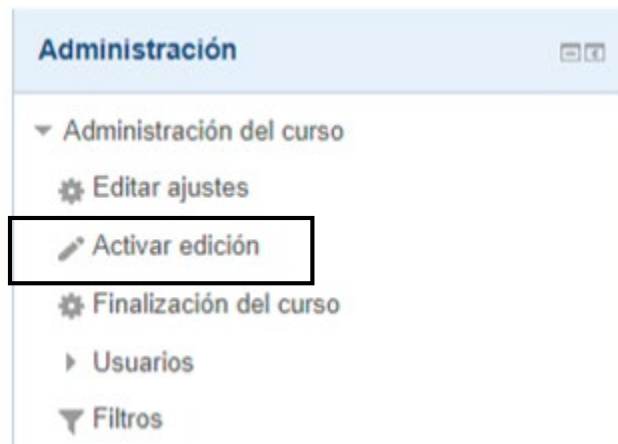 Administración
Administración del curso
Editar ajustes
Activar edición
Finalización del curso
Usuarios
Filtros